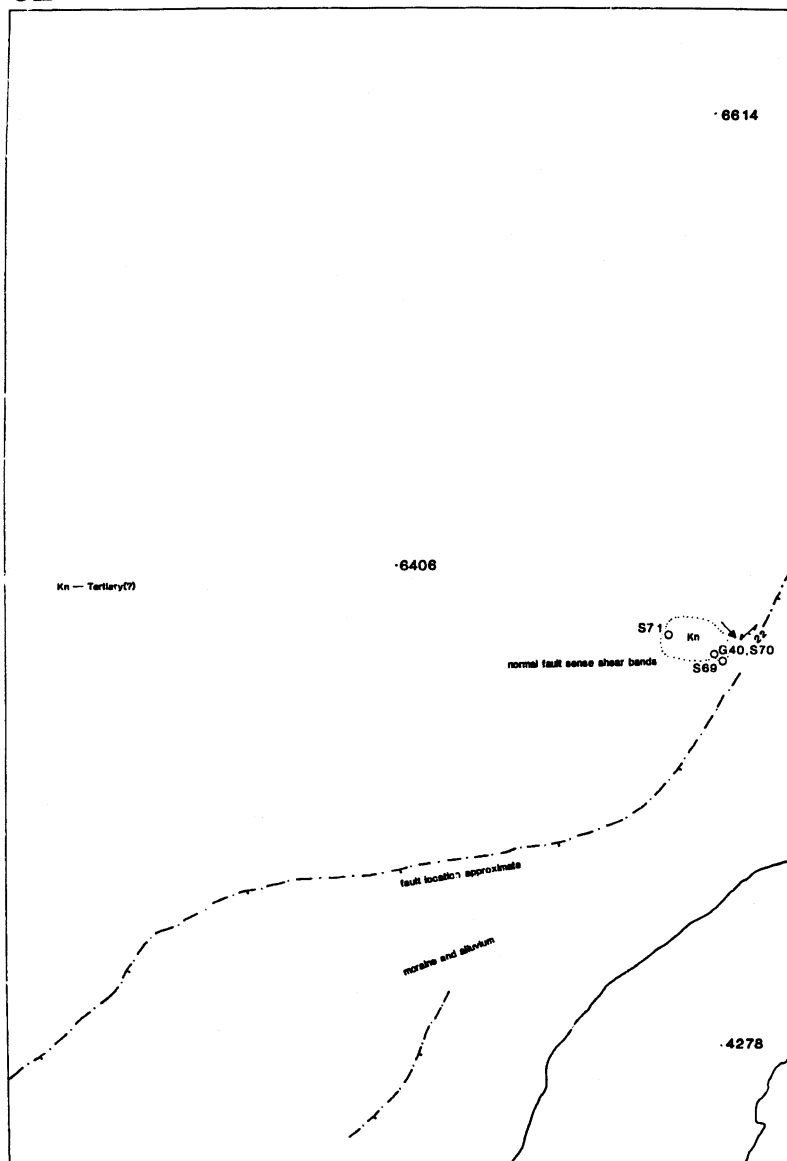 ·6614
·6406
Kn — Tertiary(?)
S71
Kn
22
G40,S70
S69
normal fault sense shear bands
fault location approximate
moraine and alluvium
·4278